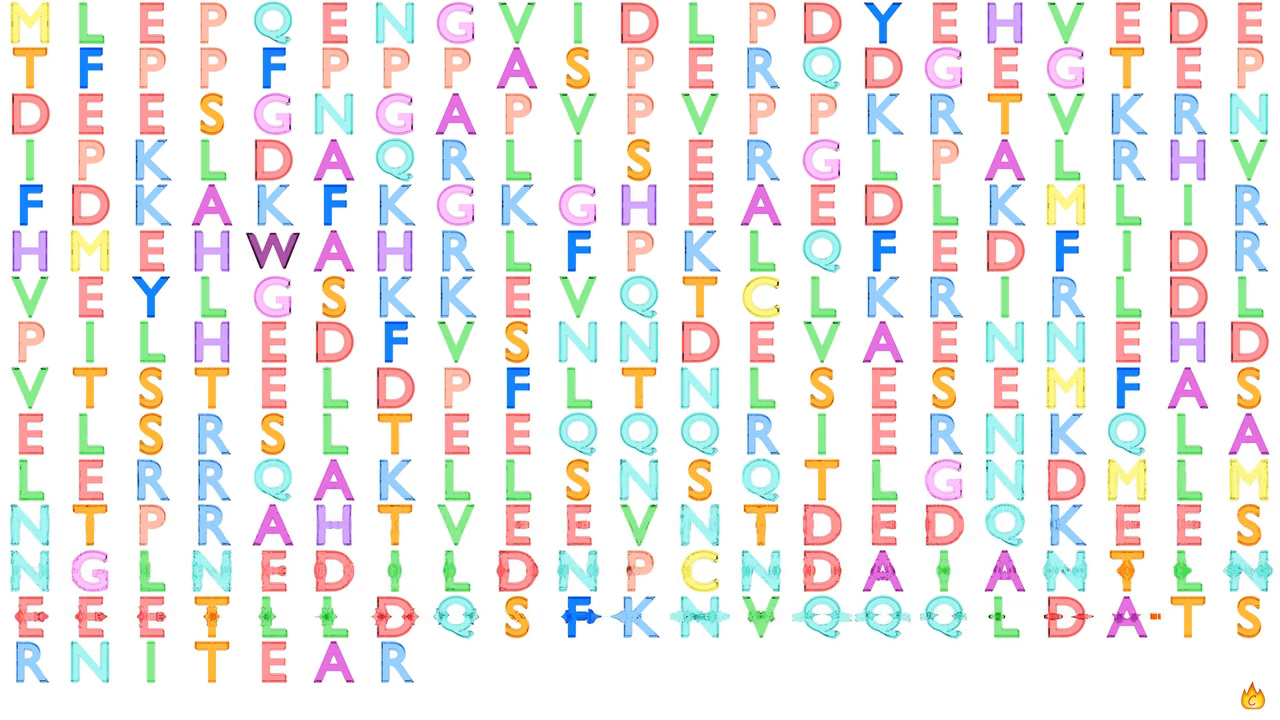 MLEPQENGVIDLPDYEHVEDE
TFPPFPPPASPERQDGEGTEP
DEESGNGAPVPVPPKRTVKRN
IPKLDAQRLISERGLPALRHV
FDKAKFKGKGHEAEDLKMLIR
HMEHWAHRLFPKLQFEDFIDR
VEYLGSKKEVQTCLKRIRLDL
PILHEDFVSNNDEVAENNEHD
VTSTELDPFLTNLSESEMFAS
ELSRSLTEEQQQRIERNKQLA
LERRQAKLLSNSQTLGNDMLM
NTPRAHTVEEVNTDEDQKEES
NGLNEDILDNPCNDAIANTLN
EEETLLDQSFKNVQQQLDATS
RNITEAR